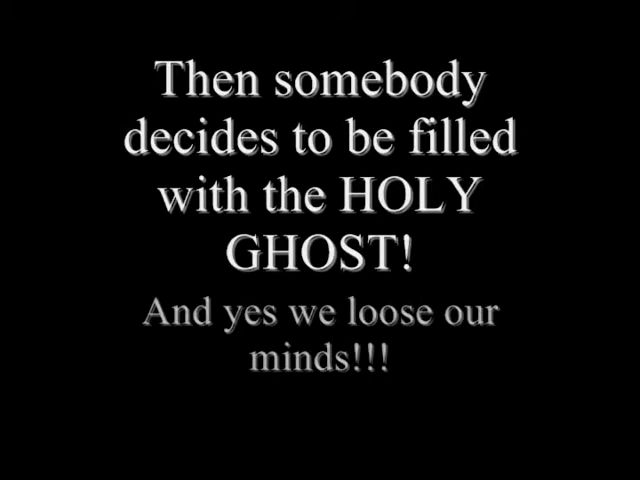 Then somebody
decides to be filled
with the HOLY
GHOST!
And yes we loose our
minds!!!